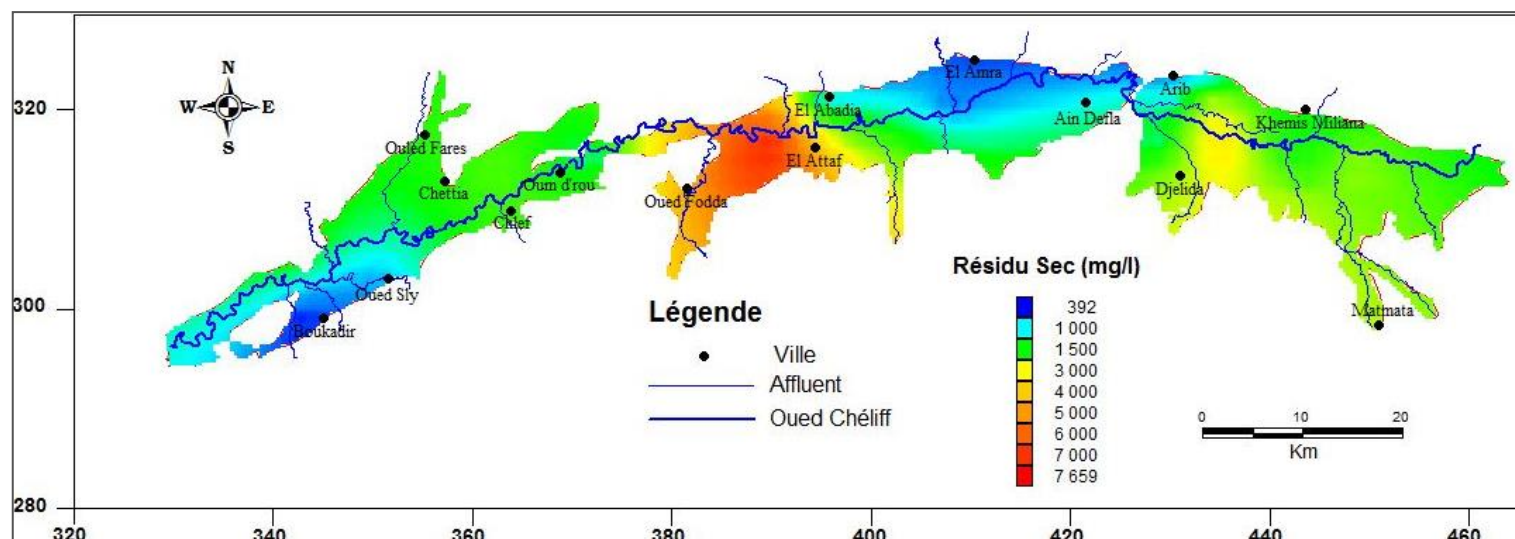 N
W E
S
320
300
280
El Amra
El Abadia
Arib
Ain Defla
Khemis Miliana
Ouled Fares
El Attaf
Chettia
Oum d'rou
Oued Fodda
Djelida
Chlef
Oued Sly
Boukadir
Matmata
Légende
Ville
Affluent
Oued Chéliff
Résidu Sec (mg/l)
392
1 000
1 500
3 000
4 000
5 000
6 000
7 000
7 659
0 10 20
Km
320 340 360 380 400 420 440 460